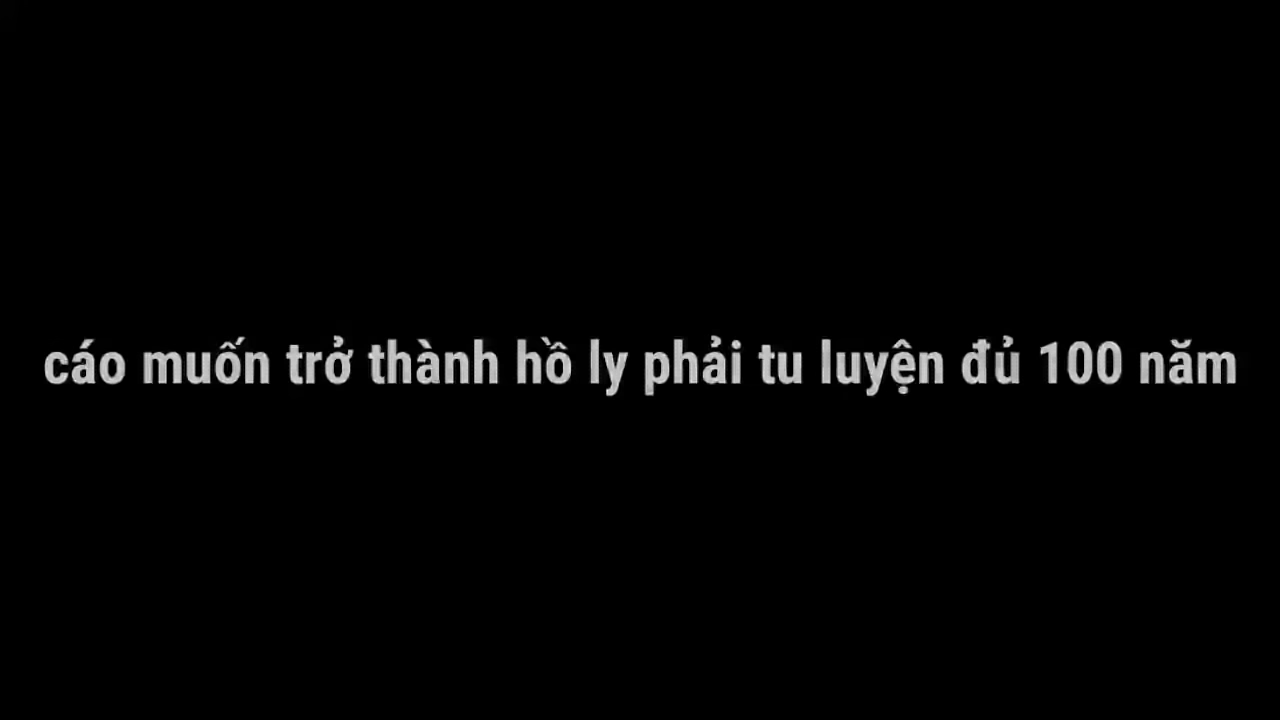 cáo muốn trở thành hồ ly phải tu luyện đủ 100 năm